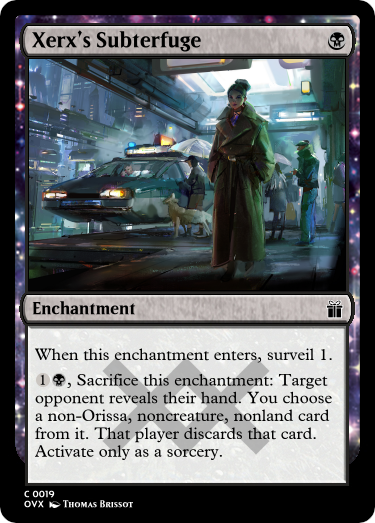 Xerx's Subterfuge
Enchantment
When this enchantment enters, surveil 1.
1, Sacrifice this enchantment: Target
opponent reveals their hand. You choose
a non-Orissa, noncreature, nonland card
from it. That player discards that card.
Activate only as a sorcery.
C 0019
OVX Thomas Brissot